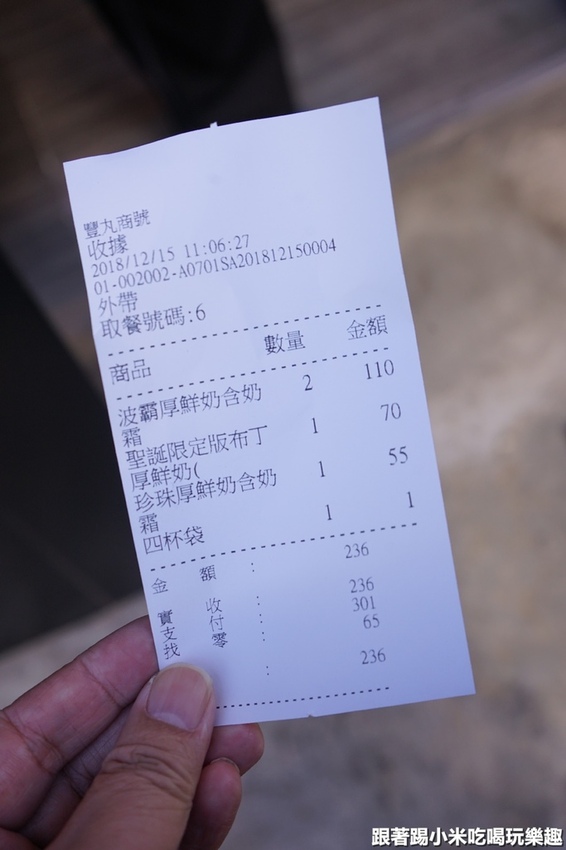 豐丸商號
收據
2018/12/15 11:06:27
01-002002-A0701SA201812150004
外帶
取餐號碼:6
商品 數量 金額
波霸厚鮮奶含奶 2 110
霜
聖誕限定版布丁 1 70
厚鮮奶(
珍珠厚鮮奶含奶 1 55
霜
四杯袋 1 1
金 額 : 236
實 收 : 236
支 付 : 301
找 零 : 65
: 236
跟著踢小米吃喝玩樂趣